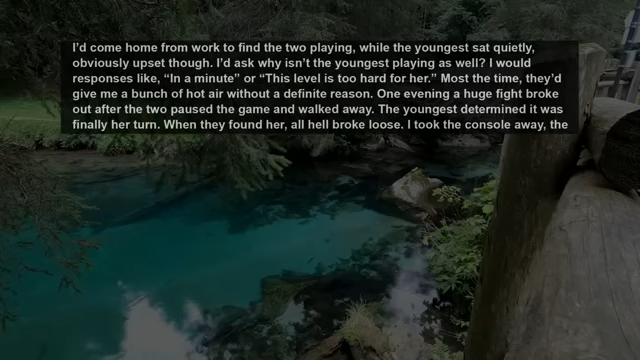 I’d come home from work to find the two playing, while the youngest sat quietly,
obviously upset though. I’d ask why isn’t the youngest playing as well? I would
responses like, “In a minute” or “This level is too hard for her.” Most the time, they’d
give me a bunch of hot air without a definite reason. One evening a huge fight broke
out after the two paused the game and walked away. The youngest determined it was
finally her turn. When they found her, all hell broke loose. I took the console away, the